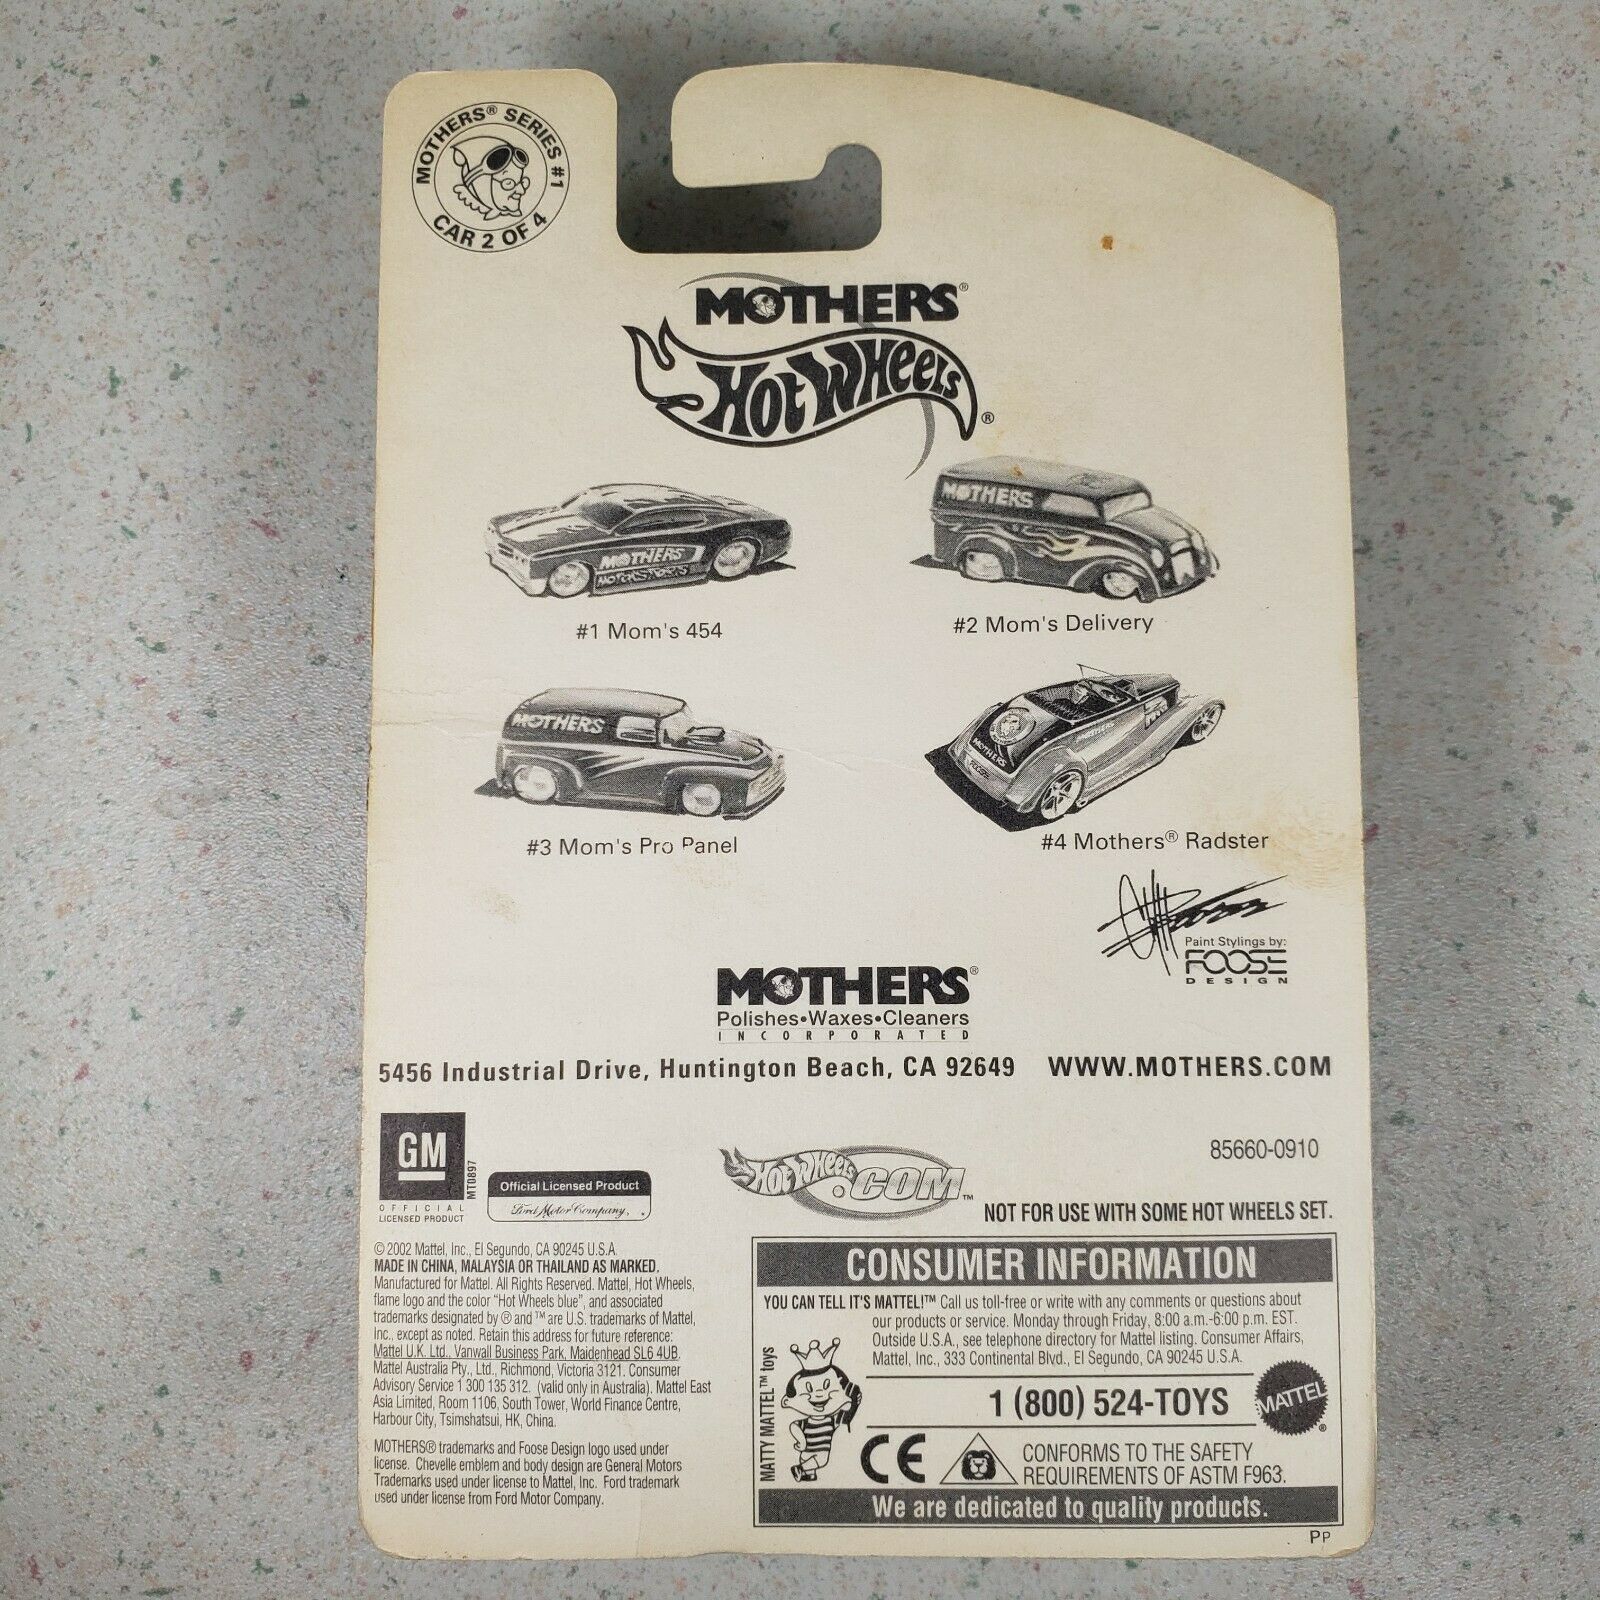 MOTHERS® SERIES #1
CAR 2 OF 4
MOTHERS®
Hot Wheels®
MOTHERS
MOTHERS
#1 Mom's 454
#2 Mom's Delivery
MOTHERS
MOTHERS
#3 Mom's Pro Panel
#4 Mothers® Radster
Paint Stylings by:
FOOSE
DESIGN
MOTHERS®
Polishes•Waxes•Cleaners
INCORPORATED
5456 Industrial Drive, Huntington Beach, CA 92649 WWW.MOTHERS.COM
GM
MT0897
OFFICIAL
LICENSED PRODUCT
Official Licensed Product
Ford Motor Company,
Hot Wheels.COM™
85660-0910
NOT FOR USE WITH SOME HOT WHEELS SET.
© 2002 Mattel, Inc., El Segundo, CA 90245 U.S.A.
MADE IN CHINA, MALAYSIA OR THAILAND AS MARKED.
Manufactured for Mattel. All Rights Reserved. Mattel, Hot Wheels,
flame logo and the color "Hot Wheels blue", and associated
trademarks designated by ® and ™ are U.S. trademarks of Mattel,
Inc., except as noted. Retain this address for future reference:
Mattel U.K. Ltd., Vanwall Business Park, Maidenhead SL6 4UB.
Mattel Australia Pty., Ltd., Richmond, Victoria 3121. Consumer
Advisory Service 1 300 135 312. (valid only in Australia). Mattel East
Asia Limited, Room 1106, South Tower, World Finance Centre,
Harbour City, Tsimshatsui, HK, China.
MOTHERS® trademarks and Foose Design logo used under
license. Chevelle emblem and body design are General Motors
Trademarks used under license to Mattel, Inc. Ford trademark
used under license from Ford Motor Company.
CONSUMER INFORMATION
YOU CAN TELL IT'S MATTEL!™ Call us toll-free or write with any comments or questions about
our products or service. Monday through Friday, 8:00 a.m.-6:00 p.m. EST.
Outside U.S.A., see telephone directory for Mattel listing. Consumer Affairs,
Mattel, Inc., 333 Continental Blvd., El Segundo, CA 90245 U.S.A.
MATTY MATTEL™ toys
1 (800) 524-TOYS
MATTEL®
CE
CONFORMS TO THE SAFETY
REQUIREMENTS OF ASTM F963.
We are dedicated to quality products.
PP